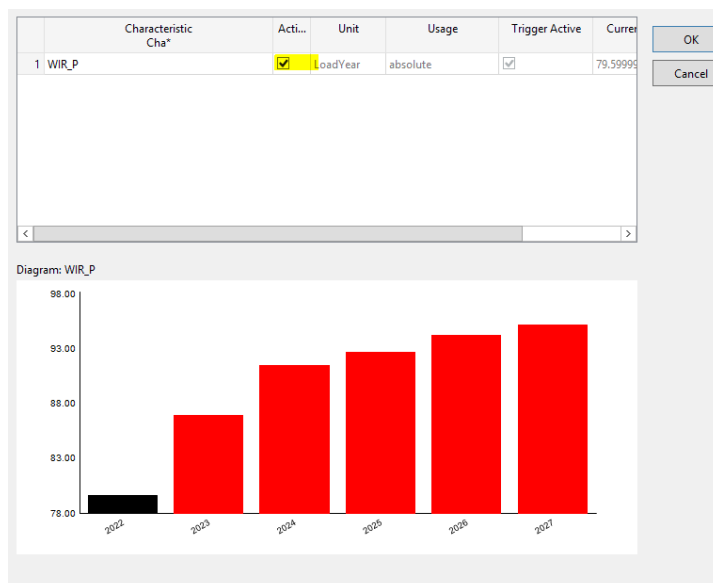 Characteristic Acti... Unit Usage Trigger Active Curren
Cha*
1 WIR_P LoadYear absolute 79.59999
OK
Cancel
Diagram: WIR_P
98.00
93.00
88.00
83.00
78.00
2022 2023 2024 2025 2026 2027